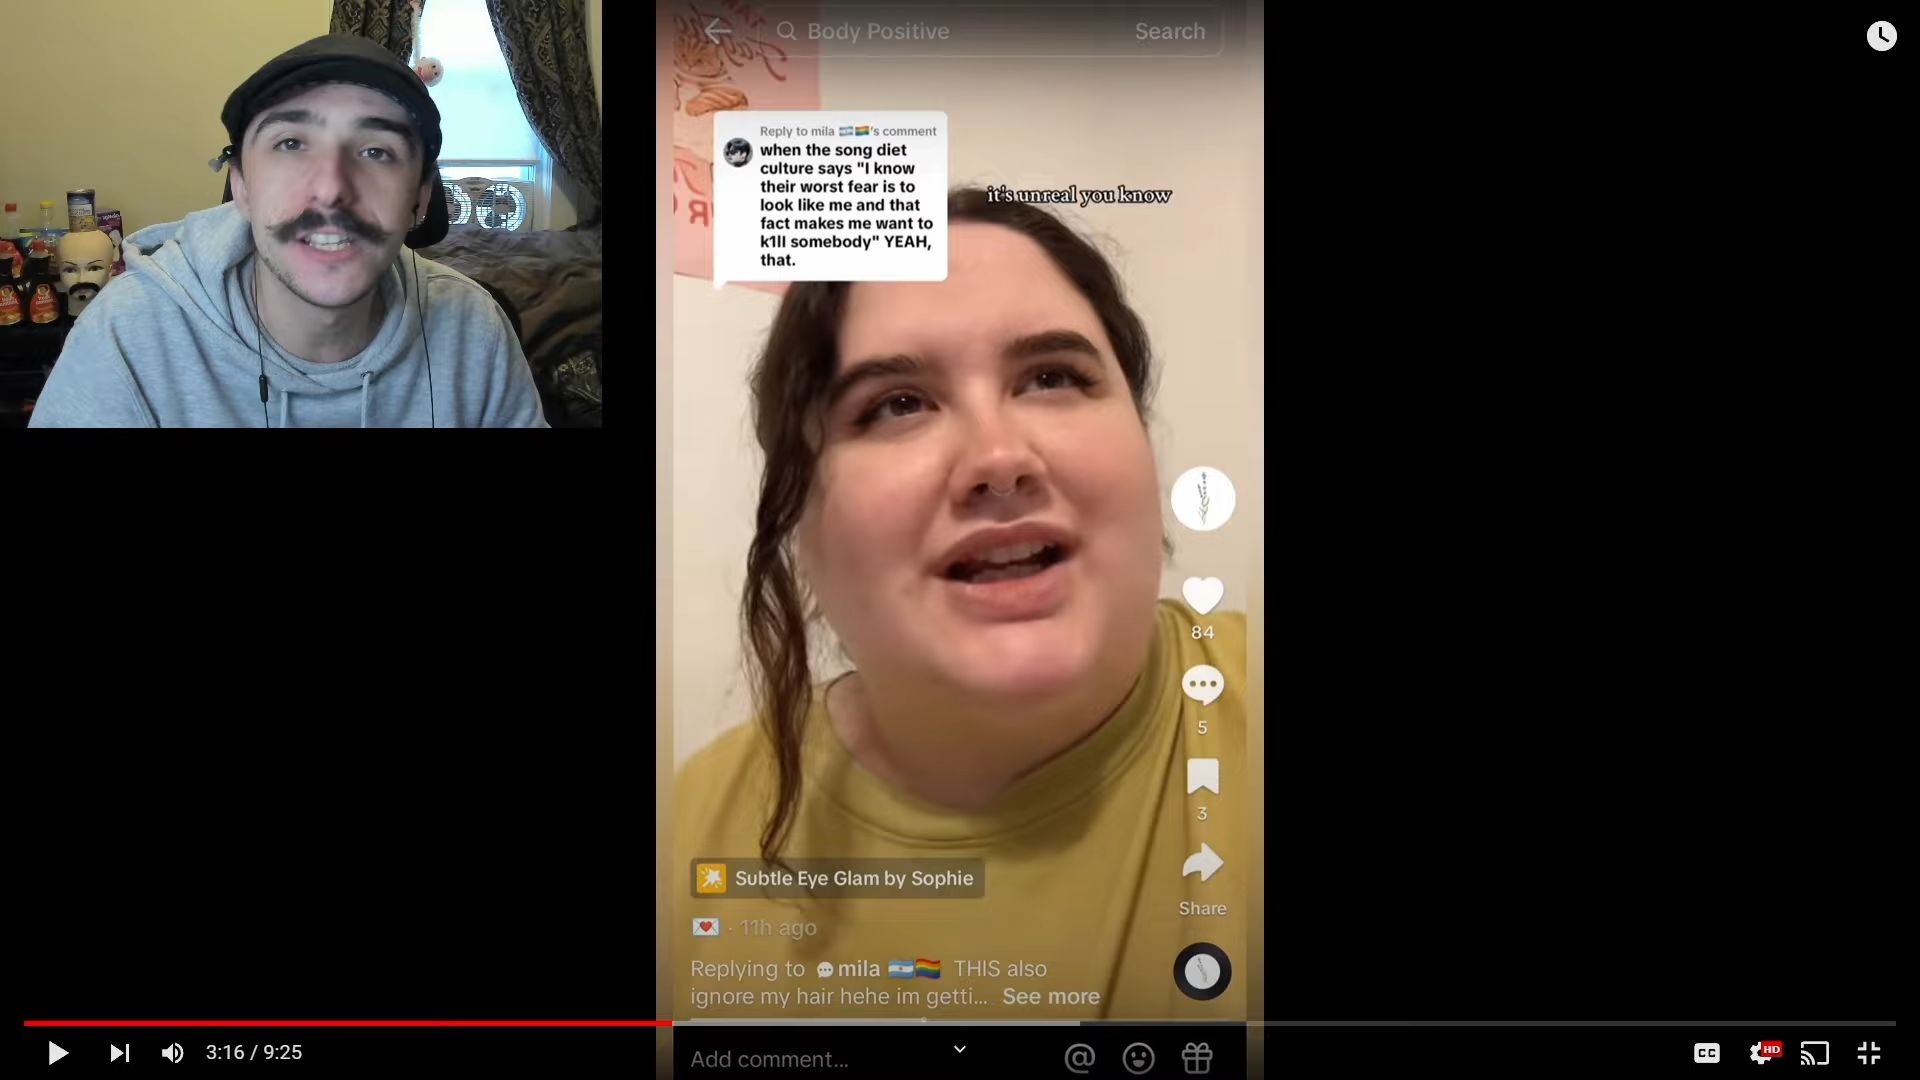 Body Positive
Search
Reply to mila 🇦🇷🏳️‍🌈's comment
when the song diet
culture says "I know
their worst fear is to
look like me and that
fact makes me want to
k1ll somebody" YEAH,
that.
it's unreal you know
84
5
3
Share
Subtle Eye Glam by Sophie
💌 · 11h ago
Replying to 💬mila 🇦🇷🏳️‍🌈 THIS also
ignore my hair hehe im getti... See more
Add comment...
@
3:16 / 9:25
CC
HD